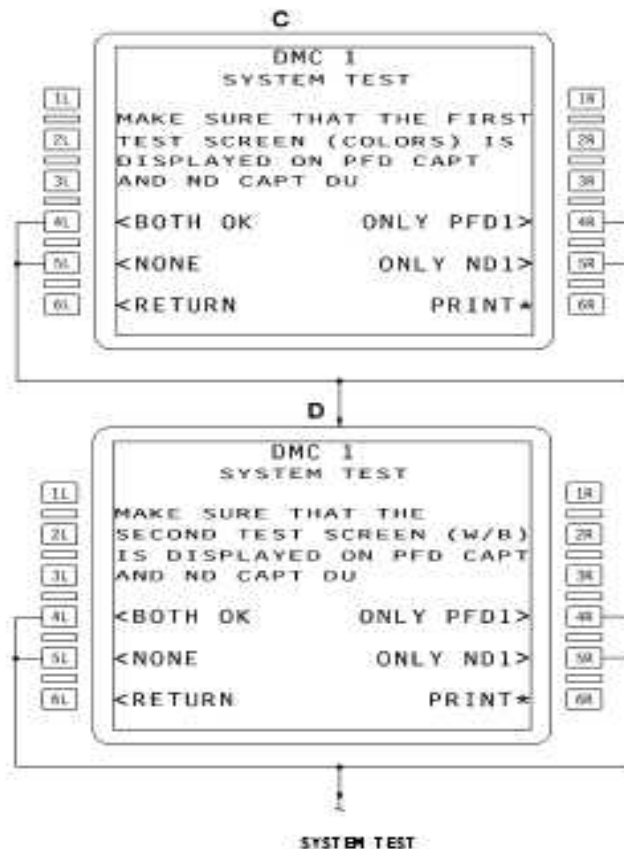 C
DMC 1
SYSTEM TEST
1L 1R
MAKE SURE THAT THE FIRST
2L TEST SCREEN (COLORS) IS 2R
DISPLAYED ON PFD CAPT
3L AND ND CAPT DU 3R
4L <BOTH OK ONLY PFD1> 4R
5L <NONE ONLY ND1> 5R
6L <RETURN PRINT* 6R
D
DMC 1
SYSTEM TEST
1L 1R
MAKE SURE THAT THE
2L SECOND TEST SCREEN (W/B) 2R
IS DISPLAYED ON PFD CAPT
3L AND ND CAPT DU 3R
4L <BOTH OK ONLY PFD1> 4R
5L <NONE ONLY ND1> 5R
6L <RETURN PRINT* 6R
SYSTEM TEST